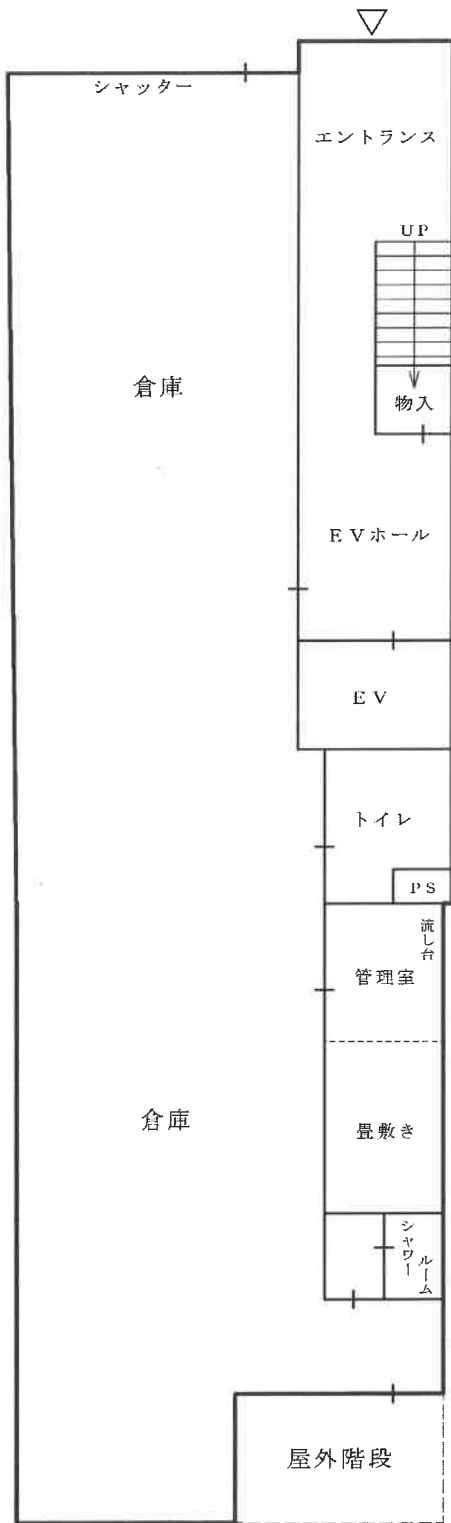 シャッター
エントランス
UP
倉庫
物入
EVホール
EV
トイレ
PS
流し台
管理室
倉庫
畳敷き
シャワー
ルーム
屋外階段